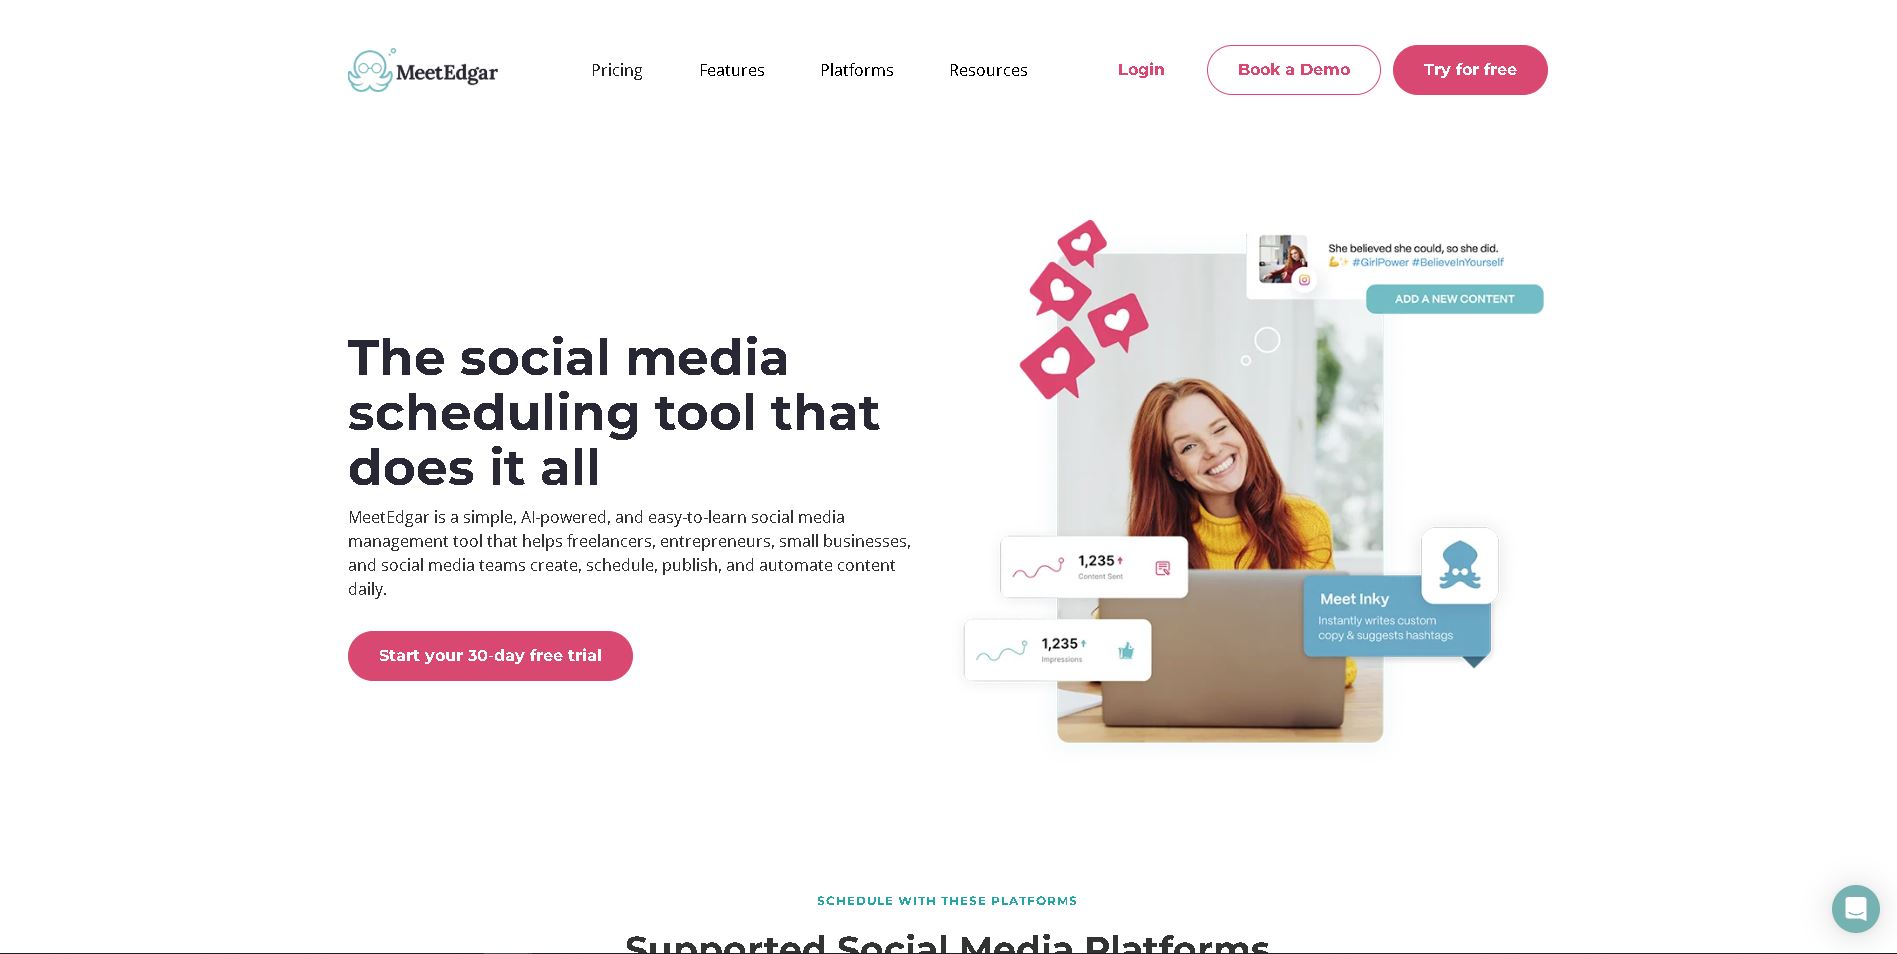 MeetEdgar
Pricing
Features
Platforms
Resources
Login
Book a Demo
Try for free
The social media
scheduling tool that
does it all
MeetEdgar is a simple, AI-powered, and easy-to-learn social media
management tool that helps freelancers, entrepreneurs, small businesses,
and social media teams create, schedule, publish, and automate content
daily.
Start your 30-day free trial
She believed she could, so she did.
💪✨ #GirlPower #BelieveInYourself
ADD A NEW CONTENT
1,235
Content Sent
1,235
Impressions
Meet Inky
Instantly writes custom
copy & suggests hashtags
SCHEDULE WITH THESE PLATFORMS
Supported Social Media Platforms